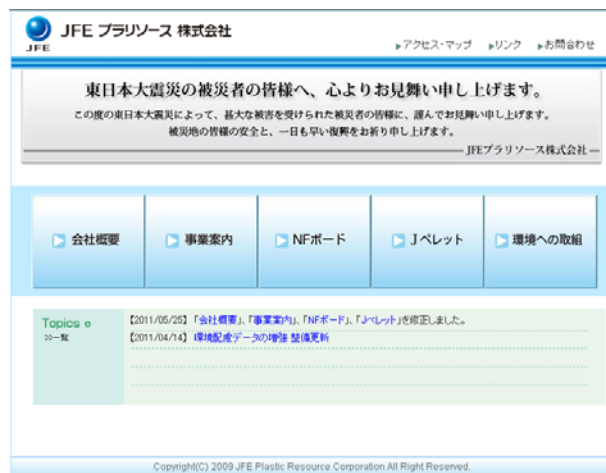 JFE
JFE プラリソース 株式会社
アクセス・マップ リンク お問合わせ
東日本大震災の被災者の皆様へ、心よりお見舞い申し上げます。
この度の東日本大震災によって、甚大な被害を受けられた被災者の皆様に、謹んでお見舞い申し上げます。
被災地の皆様の安全と、一日も早い復興をお祈り申し上げます。
JFEプラリソース株式会社
会社概要 事業案内 NFボード Jペレット 環境への取組
Topics
【2011/05/25】「会社概要」、「事業案内」、「NFボード」、「Jペレット」を修正しました。
>>一覧
【2011/04/14】環境配慮データの増強 整備更新
Copyright(C) 2009 JFE Plastic Resource Corporation All Right Reserved.